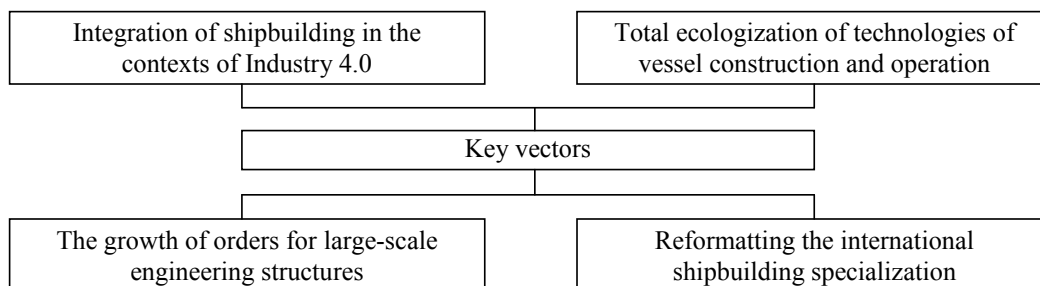 Integration of shipbuilding in the
contexts of Industry 4.0
Total ecologization of technologies of
vessel construction and operation
Key vectors
The growth of orders for large-scale
engineering structures
Reformatting the international
shipbuilding specialization